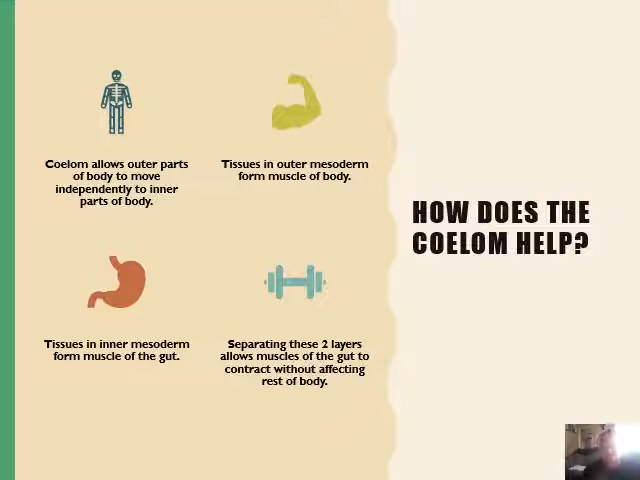 Coelom allows outer parts
of body to move
independently to inner
parts of body.
Tissues in outer mesoderm
form muscle of body.
Tissues in inner mesoderm
form muscle of the gut.
Separating these 2 layers
allows muscles of the gut to
contract without affecting
rest of body.
HOW DOES THE
COELOM HELP?